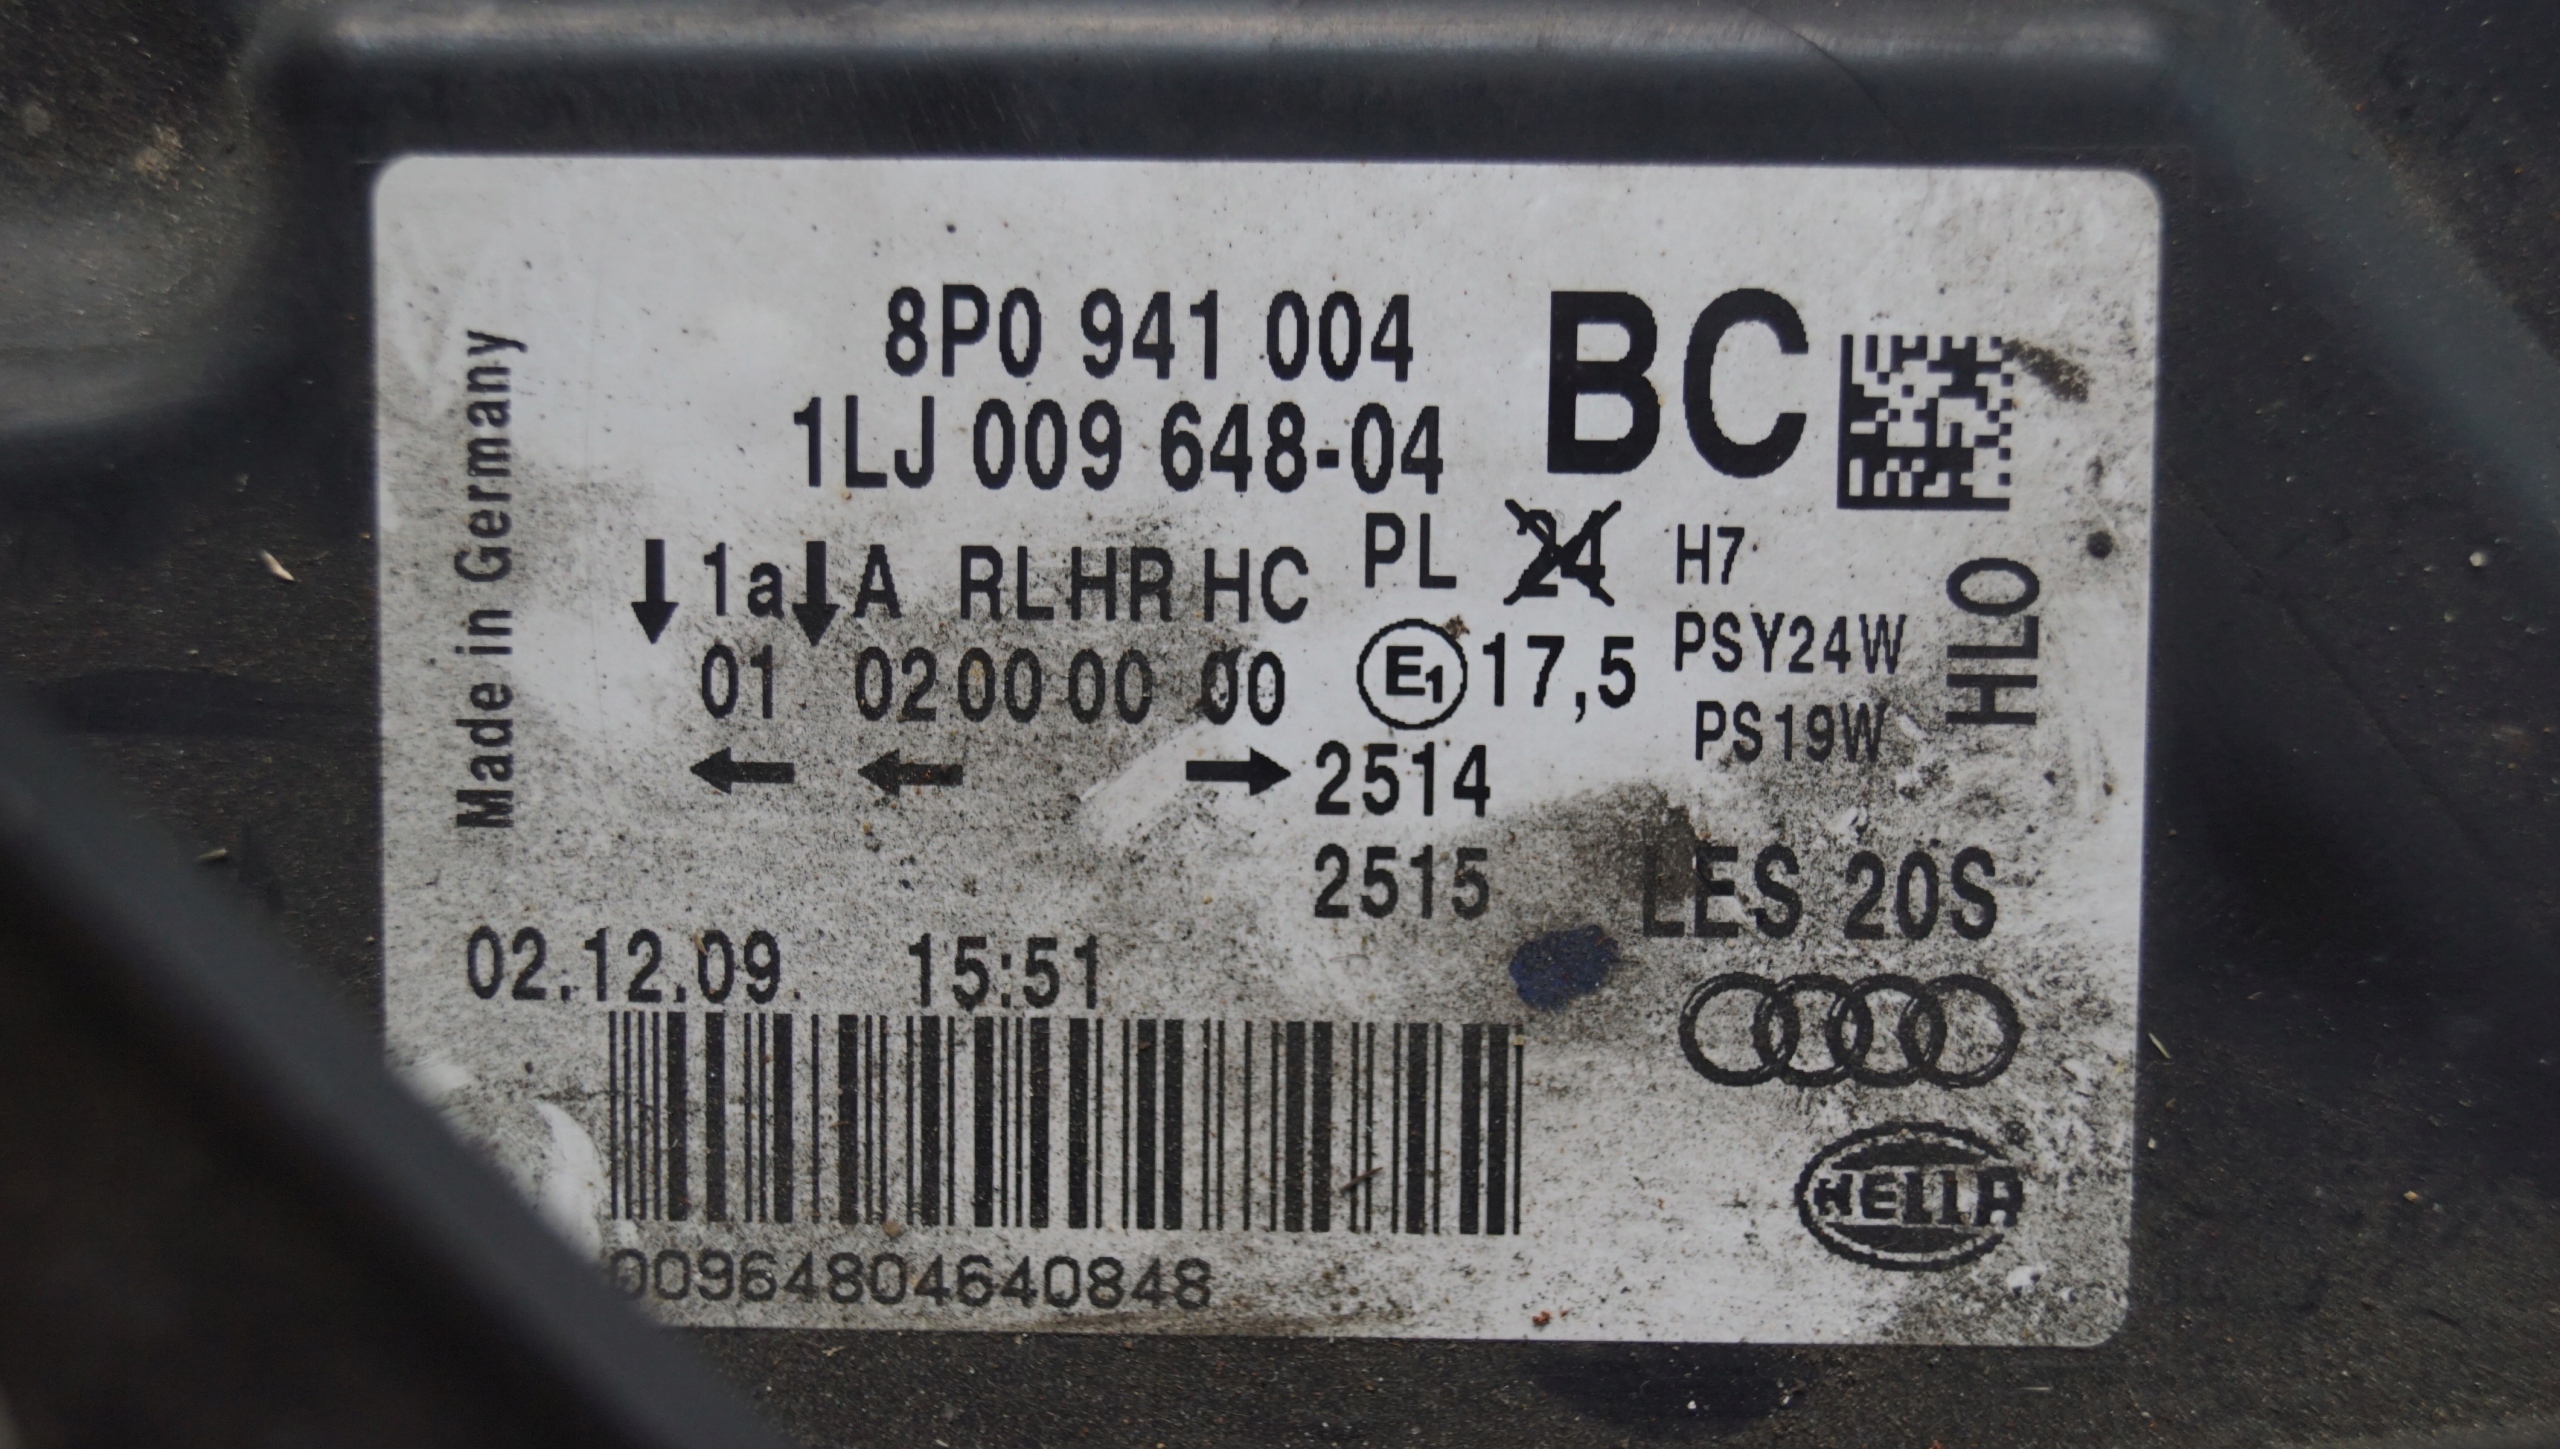 8P0 941 004 BC
1LJ 009 648-04
Made in Germany
1a A RL HR HC PL 24 H7
01 02 00 00 00 E1 17,5 PSY24W
PS19W
HLO
2514
2515
LES 20S
02.12.09. 15:51
00964804640848
HELLA